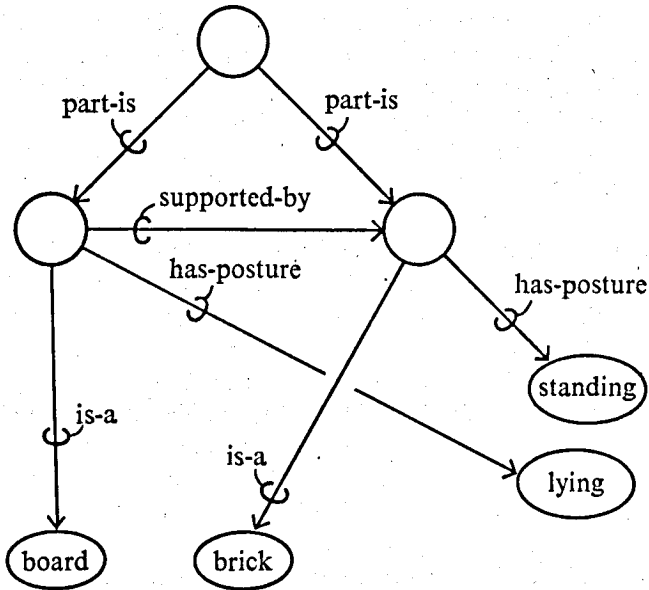 part-is
part-is
supported-by
has-posture
has-posture
standing
is-a
is-a
lying
board
brick